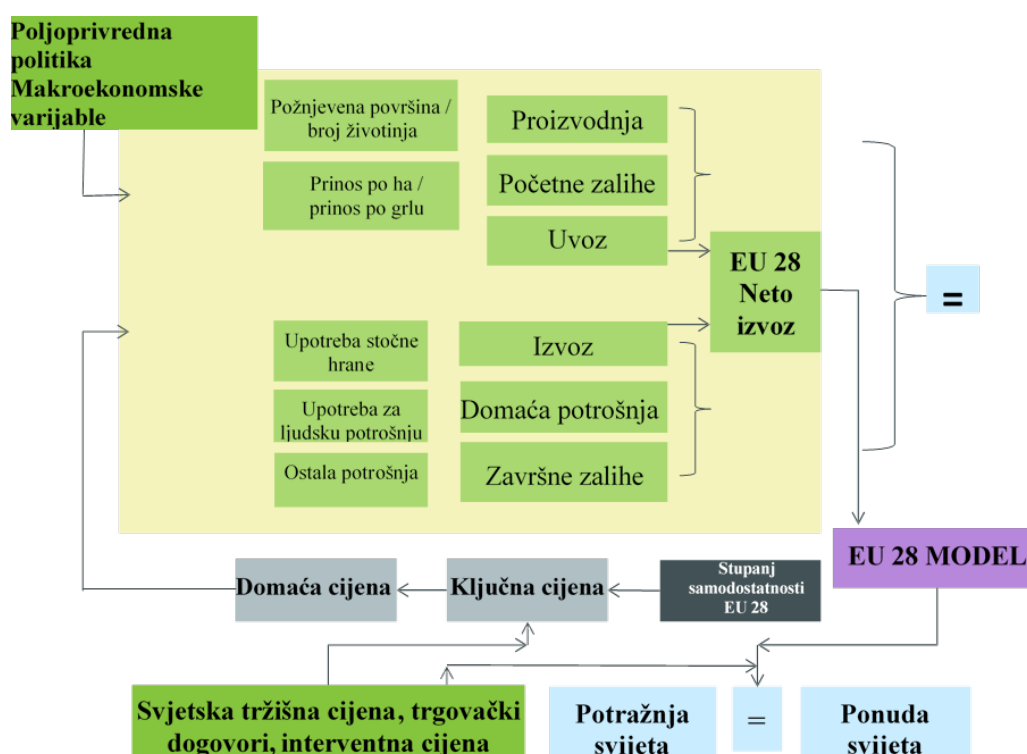 Poljoprivredna
politika
Makroekonomske
varijable
Požnjevena površina /
broj životinja
Proizvodnja
Prinos po ha /
prinos po grlu
Početne zalihe
Uvoz
EU 28
Neto
izvoz
=
Upotreba stočne
hrane
Izvoz
Upotreba za
ljudsku potrošnju
Domaća potrošnja
Ostala potrošnja
Završne zalihe
EU 28 MODEL
Domaća cijena
Ključna cijena
Stupanj
samodostatnosti
EU 28
Svjetska tržišna cijena, trgovački
dogovori, interventna cijena
Potražnja
svijeta
=
Ponuda
svijeta